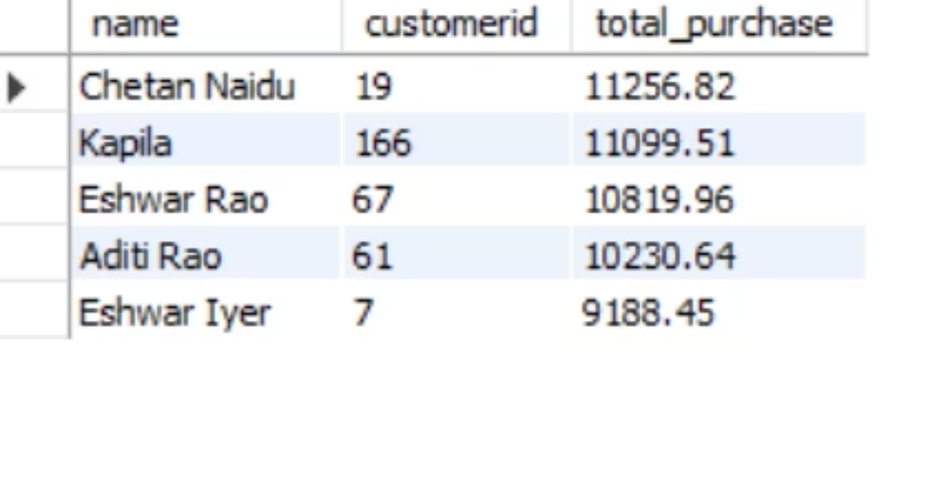 name customerid total_purchase
Chetan Naidu 19 11256.82
Kapila 166 11099.51
Eshwar Rao 67 10819.96
Aditi Rao 61 10230.64
Eshwar Iyer 7 9188.45